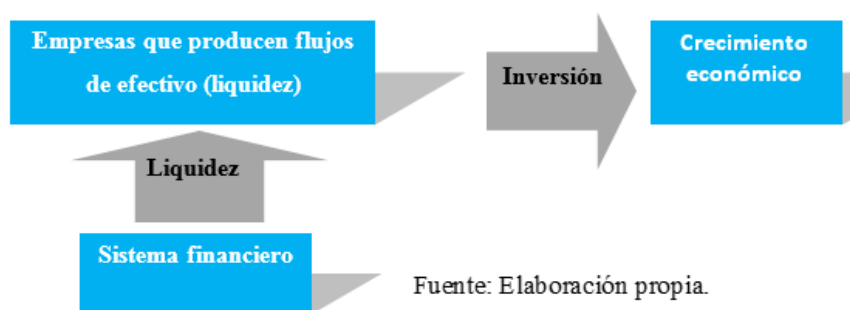 Empresas que producen flujos
de efectivo (liquidez)
Inversión
Crecimiento
económico
Liquidez
Sistema financiero
Fuente: Elaboración propia.